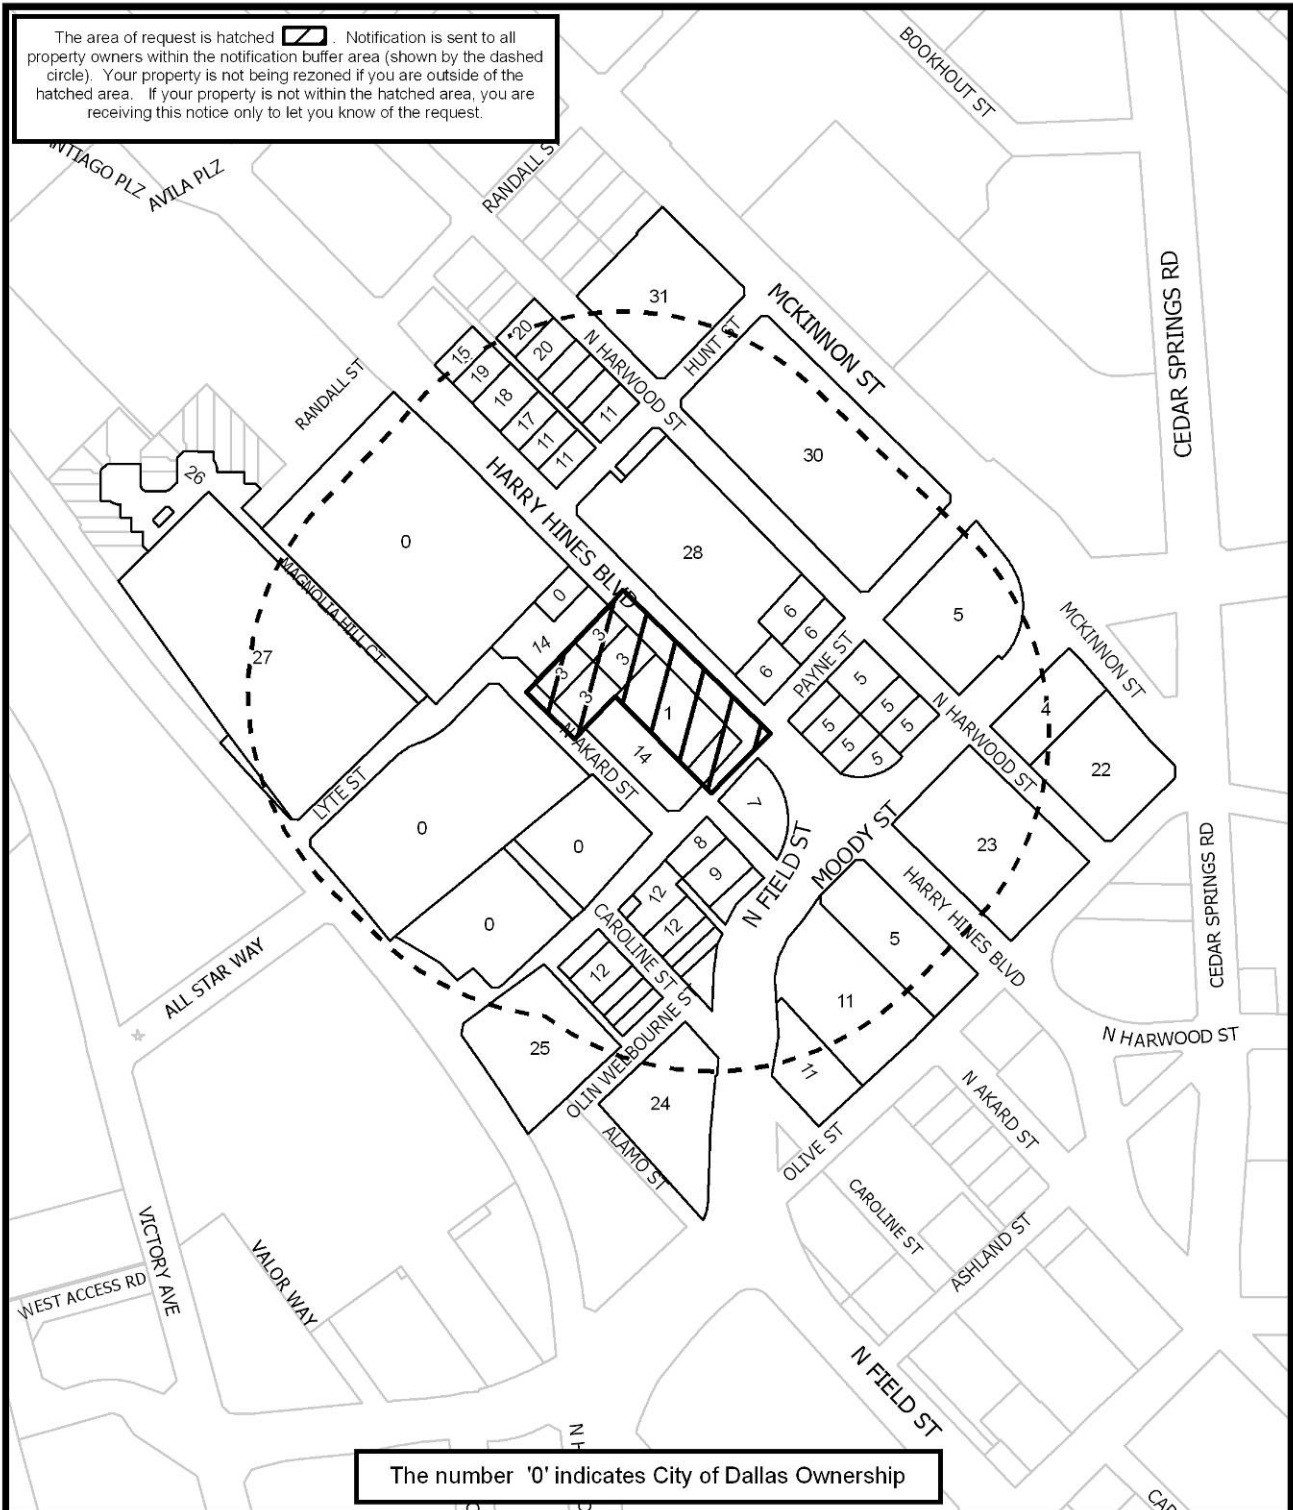 The area of request is hatched . Notification is sent to all
property owners within the notification buffer area (shown by the dashed
circle). Your property is not being rezoned if you are outside of the
hatched area. If your property is not within the hatched area, you are
receiving this notice only to let you know of the request.
BOOKHOUT ST
NTIAGO PLZ
AVILA PLZ
RANDALL S
CEDAR SPRINGS RD
31
MCKINNON ST
HUNT ST
20
20
N HARWOOD ST
15
19
18
17
11
11
11
RANDALL ST
30
26
HARRY HINES BLVD
0
28
MAGNOLIA HILL CT
0
6
6
6
5
MCKINNON ST
14
3
3
3
3
27
PAYNE ST
5
5
5
5
5
5
N HARWOOD ST
4
1
14
22
N AKARD ST
LYTE ST
0
0
7
8
9
N FIELD ST
MOODY ST
23
CEDAR SPRINGS RD
HARRY HINES BLVD
12
12
12
CAROLINE ST
0
5
11
11
ALL STAR WAY
25
OLIN WELBOURNE S
24
ALAMO ST
N HARWOOD ST
N AKARD ST
OLIVE ST
CAROLINE ST
ASHLAND ST
VICTORY AVE
VALOR WAY
WEST ACCESS RD
N FIELD ST
N H
The number '0' indicates City of Dallas Ownership
CAR